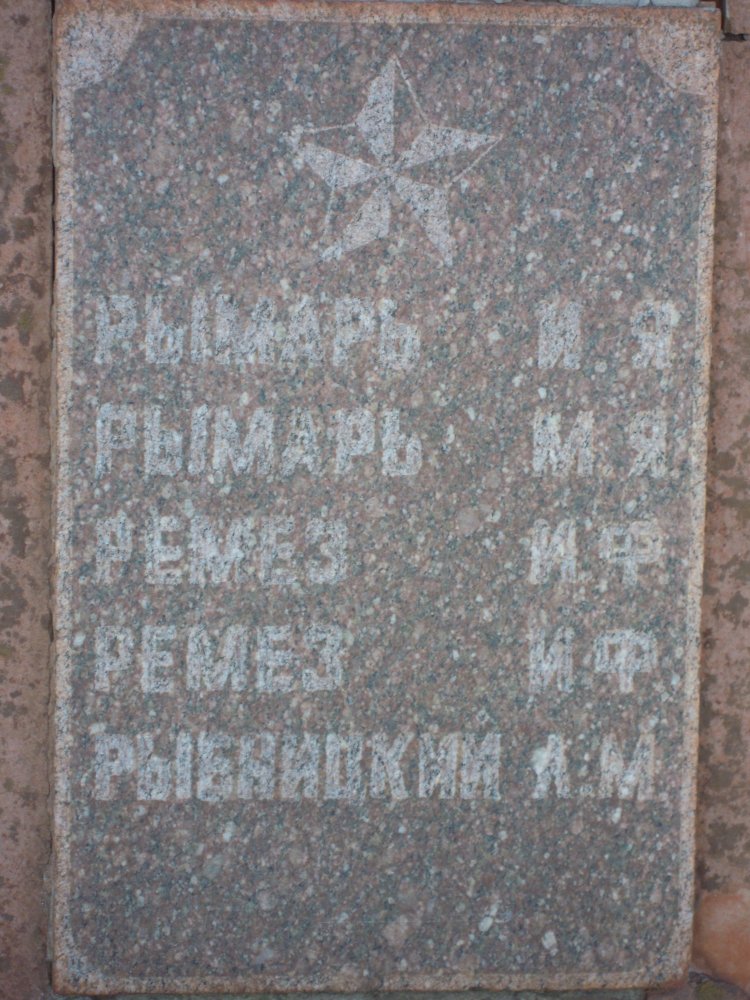 РЫМАРЬ И Я
РЫМАРЬ М.Я.
РЕМЕЗ И.Ф.
РЕМЕЗ И Ф
РЫБНИЦКИЙ А.М.